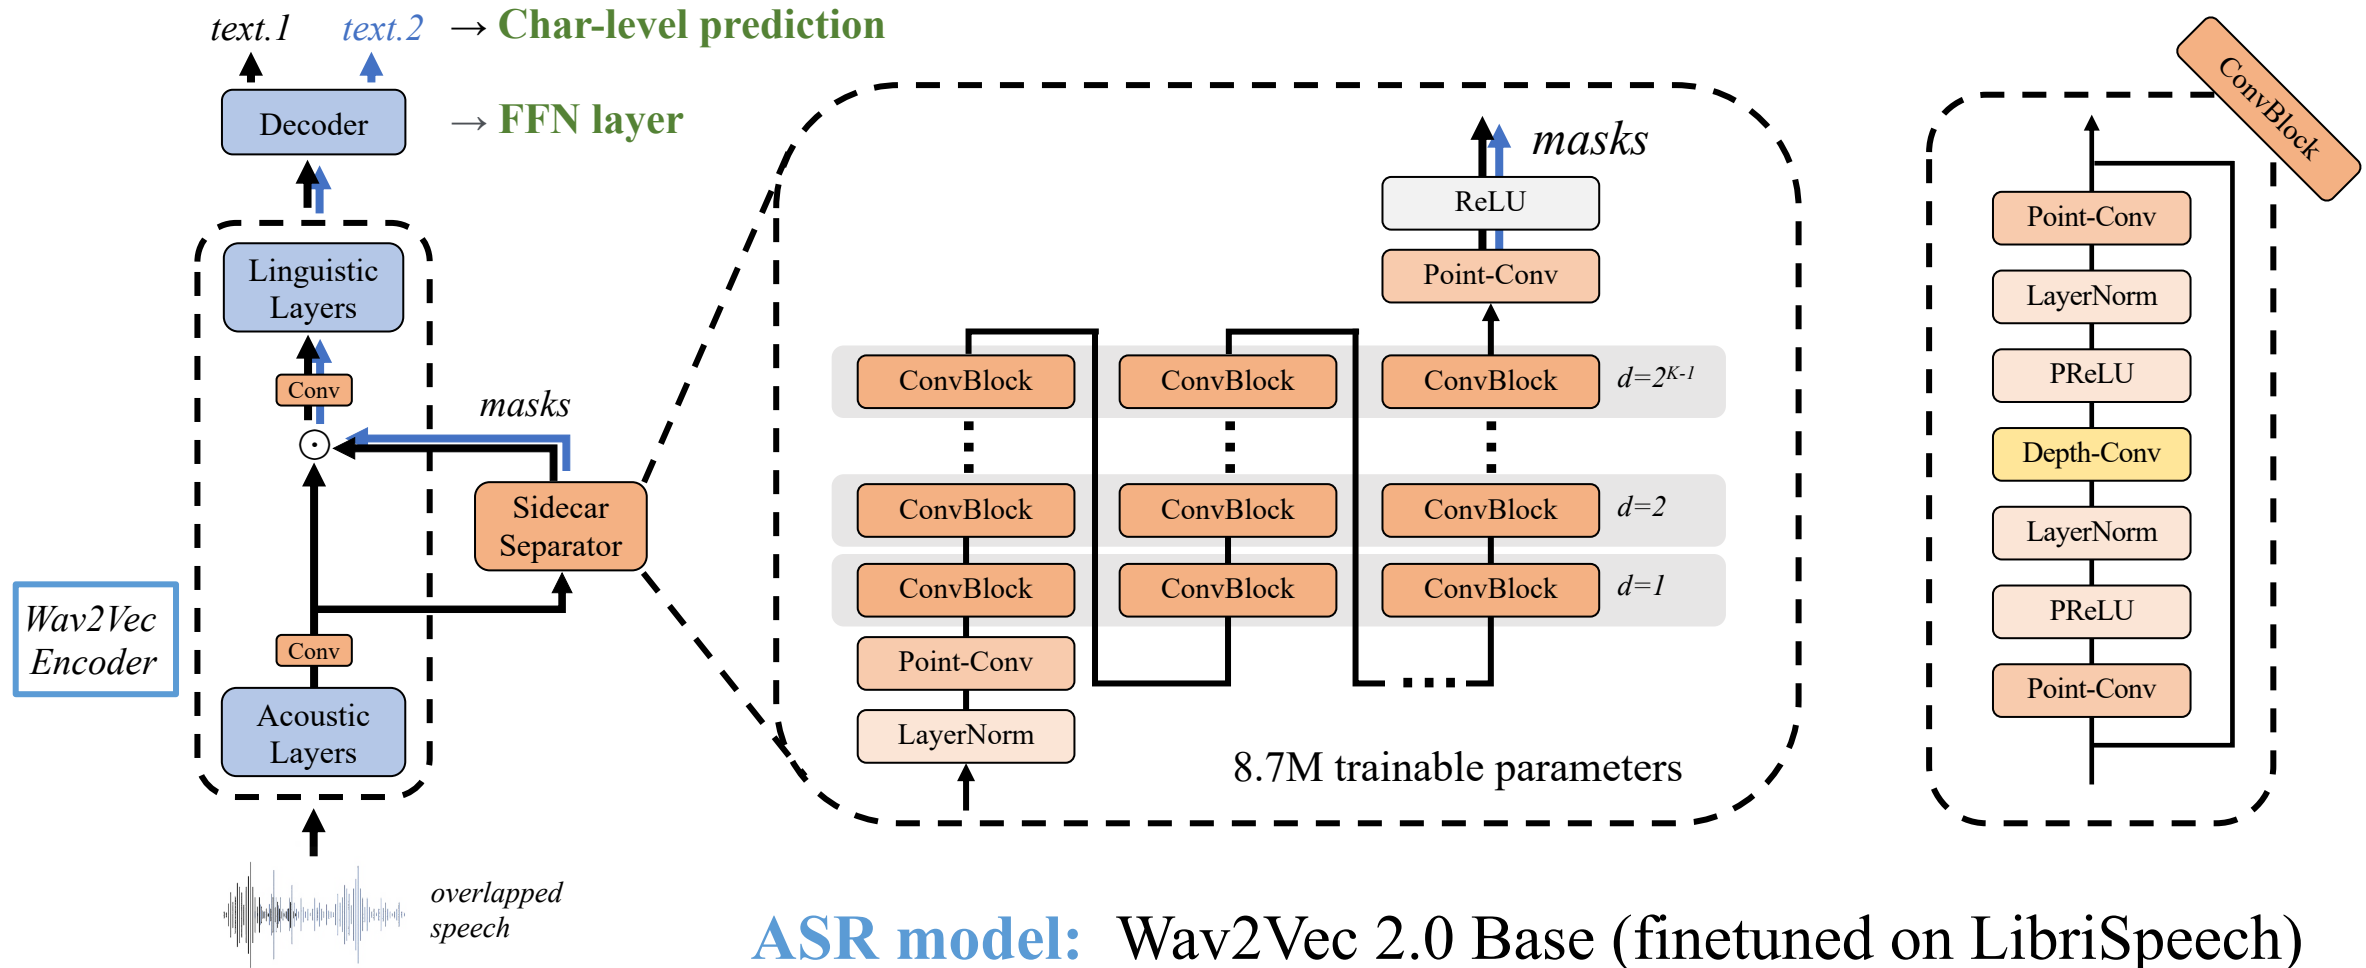 text.1 text.2 → Char-level prediction
Decoder → FFN layer
Linguistic
Layers
Conv
masks
Sidecar
Separator
Wav2Vec
Encoder
Conv
Acoustic
Layers
overlapped
speech
masks
ReLU
Point-Conv
ConvBlock ConvBlock ConvBlock d=2^{K-1}
ConvBlock ConvBlock ConvBlock d=2
ConvBlock ConvBlock ConvBlock d=1
Point-Conv
LayerNorm
8.7M trainable parameters
ConvBlock
Point-Conv
LayerNorm
PReLU
Depth-Conv
LayerNorm
PReLU
Point-Conv
ASR model: Wav2Vec 2.0 Base (finetuned on LibriSpeech)